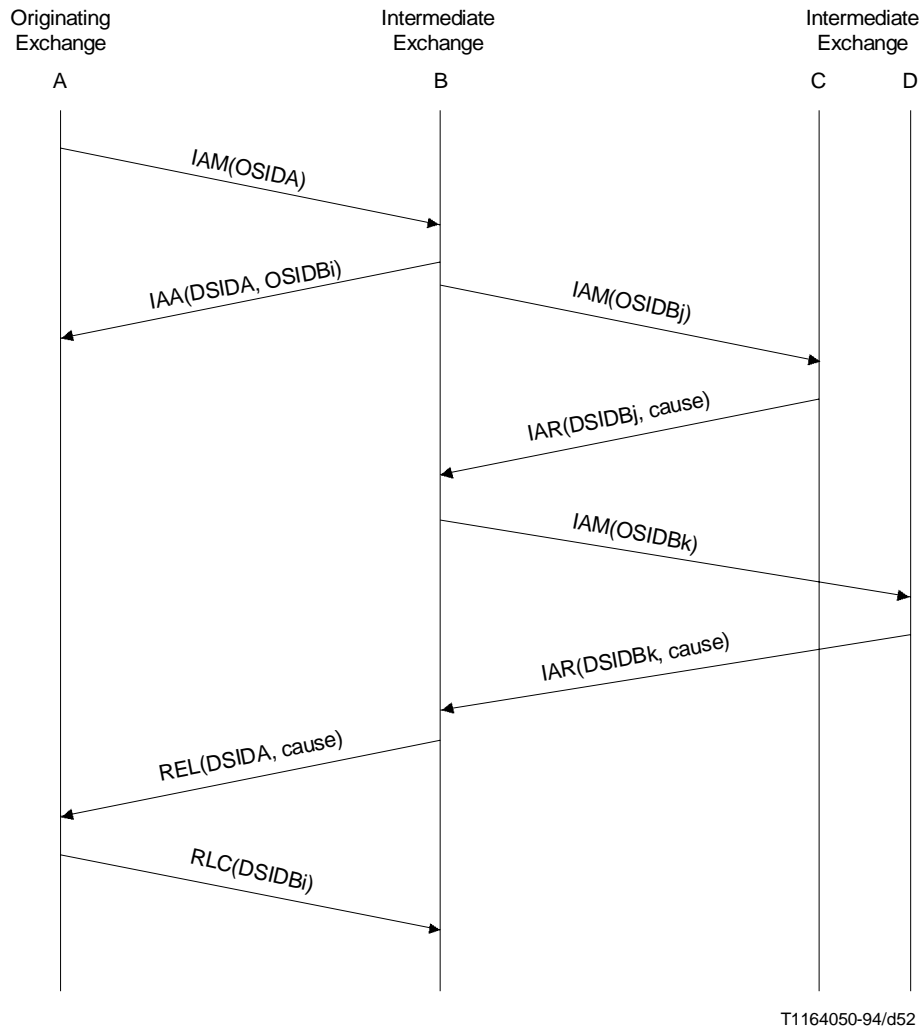 Originating
Exchange
Intermediate
Exchange
Intermediate
Exchange
A
B
C
D
IAM(OSIDA)
IAA(DSIDA, OSIDBi)
IAM(OSIDBj)
IAR(DSIDBj, cause)
IAM(OSIDBk)
IAR(DSIDBk, cause)
REL(DSIDA, cause)
RLC(DSIDBi)
T1164050-94/d52